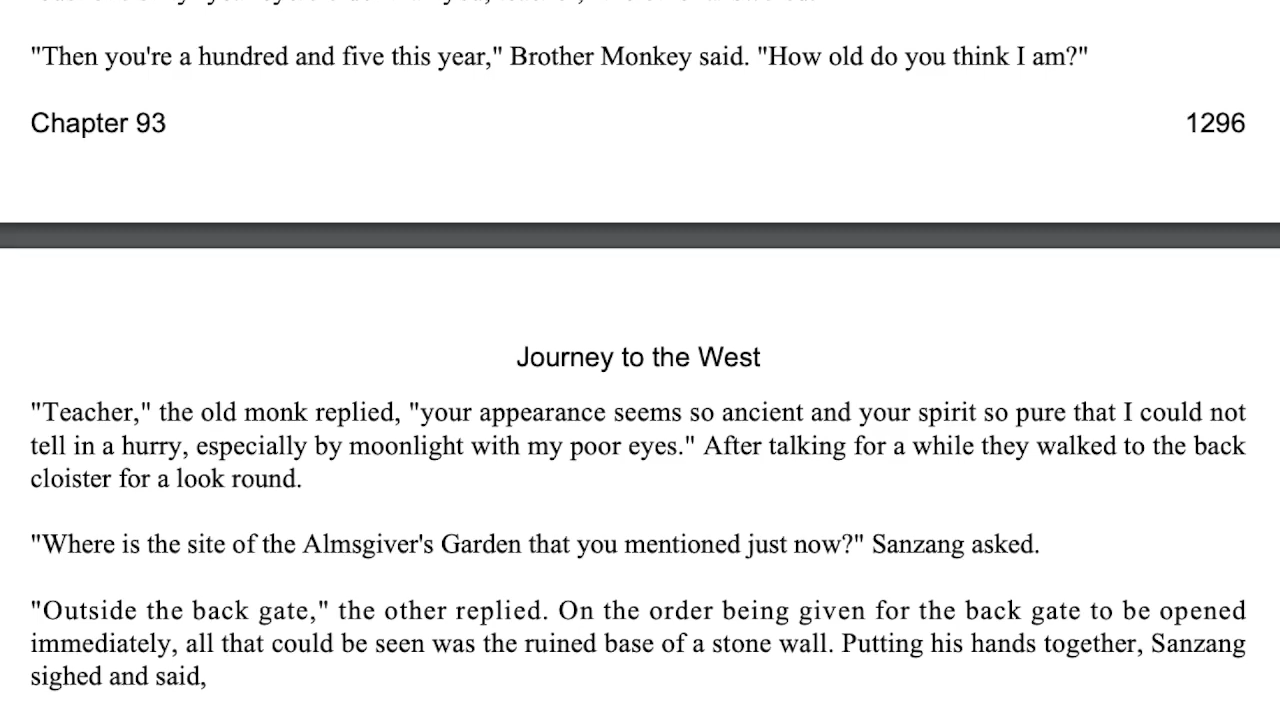 "Then you're a hundred and five this year," Brother Monkey said. "How old do you think I am?"
Chapter 93
1296
Journey to the West
"Teacher," the old monk replied, "your appearance seems so ancient and your spirit so pure that I could not
tell in a hurry, especially by moonlight with my poor eyes." After talking for a while they walked to the back
cloister for a look round.
"Where is the site of the Almsgiver's Garden that you mentioned just now?" Sanzang asked.
"Outside the back gate," the other replied. On the order being given for the back gate to be opened
immediately, all that could be seen was the ruined base of a stone wall. Putting his hands together, Sanzang
sighed and said,